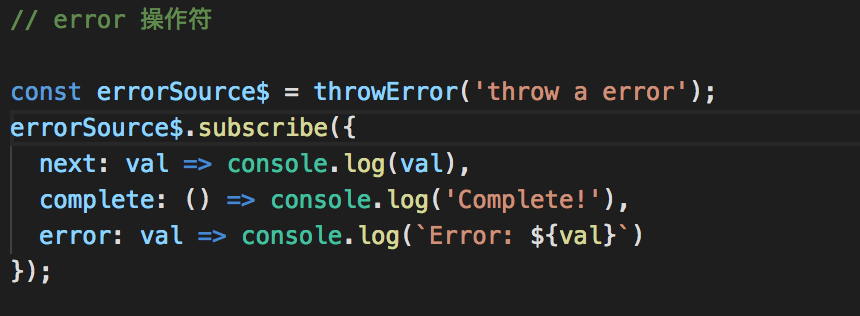 // error 操作符
const errorSource$ = throwError('throw a error');
errorSource$.subscribe({
  next: val => console.log(val),
  complete: () => console.log('Complete!'),
  error: val => console.log(`Error: ${val}`)
});